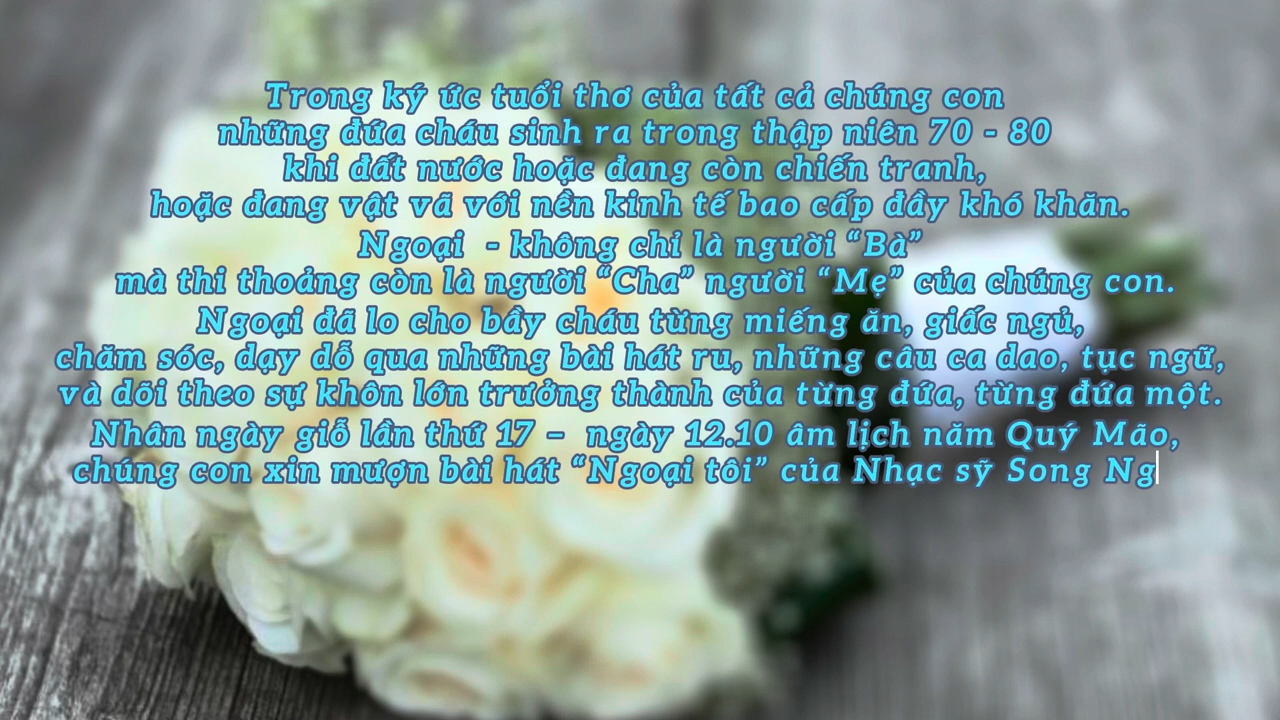 Trong ký ức tuổi thơ của tất cả chúng con
những đứa cháu sinh ra trong thập niên 70 - 80
khi đất nước hoặc đang còn chiến tranh,
hoặc đang vật vã với nền kinh tế bao cấp đầy khó khăn.
Ngoại - không chỉ là người “Bà”
mà thi thoảng còn là người “Cha” người “Mẹ” của chúng con.
Ngoại đã lo cho bầy cháu từng miếng ăn, giấc ngủ,
chăm sóc, dạy dỗ qua những bài hát ru, những câu ca dao, tục ngữ,
và dõi theo sự khôn lớn trưởng thành của từng đứa, từng đứa một.
Nhân ngày giỗ lần thứ 17 – ngày 12.10 âm lịch năm Quý Mão,
chúng con xin mượn bài hát “Ngoại tôi” của Nhạc sỹ Song Ng